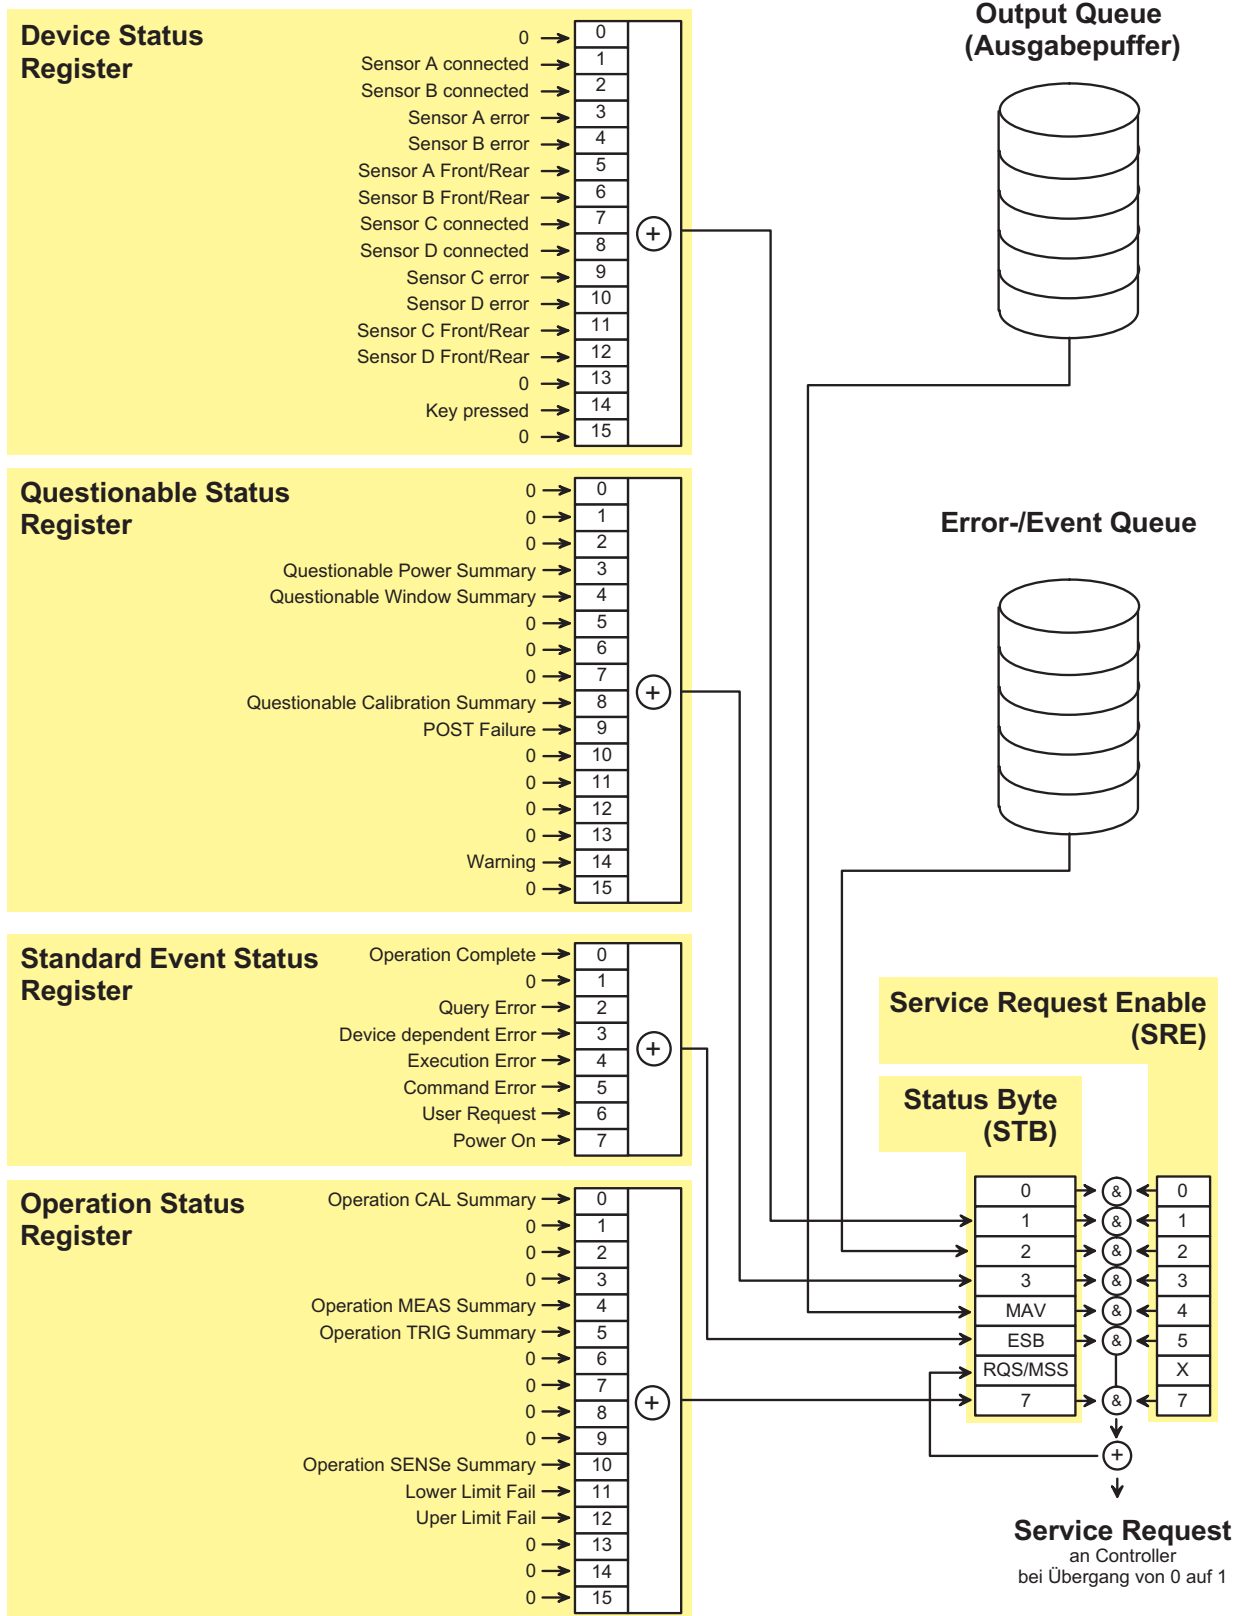 Device Status
Register
0 0
Sensor A connected 1
Sensor B connected 2
Sensor A error 3
Sensor B error 4
Sensor A Front/Rear 5
Sensor B Front/Rear 6
Sensor C connected 7
Sensor D connected 8
Sensor C error 9
Sensor D error 10
Sensor C Front/Rear 11
Sensor D Front/Rear 12
0 13
Key pressed 14
0 15
+
Output Queue
(Ausgabepuffer)
Questionable Status
Register
0 0
0 1
0 2
Questionable Power Summary 3
Questionable Window Summary 4
0 5
0 6
0 7
Questionable Calibration Summary 8
POST Failure 9
0 10
0 11
0 12
0 13
Warning 14
0 15
+
Error-/Event Queue
Standard Event Status
Register
Operation Complete 0
0 1
Query Error 2
Device dependent Error 3
Execution Error 4
Command Error 5
User Request 6
Power On 7
+
Operation Status
Register
Operation CAL Summary 0
0 1
0 2
0 3
Operation MEAS Summary 4
Operation TRIG Summary 5
0 6
0 7
0 8
0 9
Operation SENSe Summary 10
Lower Limit Fail 11
Uper Limit Fail 12
0 13
0 14
0 15
+
Service Request Enable
(SRE)
Status Byte
(STB)
0 & 0
1 & 1
2 & 2
3 & 3
MAV & 4
ESB & 5
RQS/MSS X
7 & 7
+
Service Request
an Controller
bei Übergang von 0 auf 1